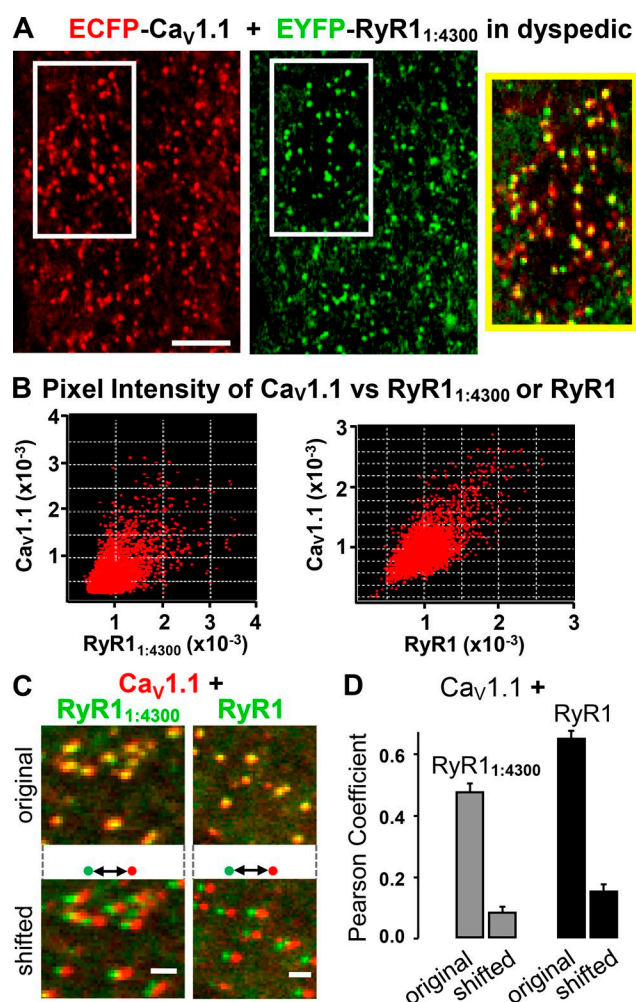 A ECFP-CaV1.1 + EYFP-RyR11:4300 in dyspedic
B Pixel Intensity of CaV1.1 vs RyR11:4300 or RyR1
4
3
2
1
CaV1.1 (x10-3)
1 2 3 4
RyR11:4300 (x10-3)
3
2
1
CaV1.1 (x10-3)
1 2 3
RyR1 (x10-3)
C CaV1.1 +
RyR11:4300 RyR1
original
shifted
D CaV1.1 +
RyR1
RyR11:4300
Pearson Coefficient
0.6
0.4
0.2
0.0
original shifted original shifted